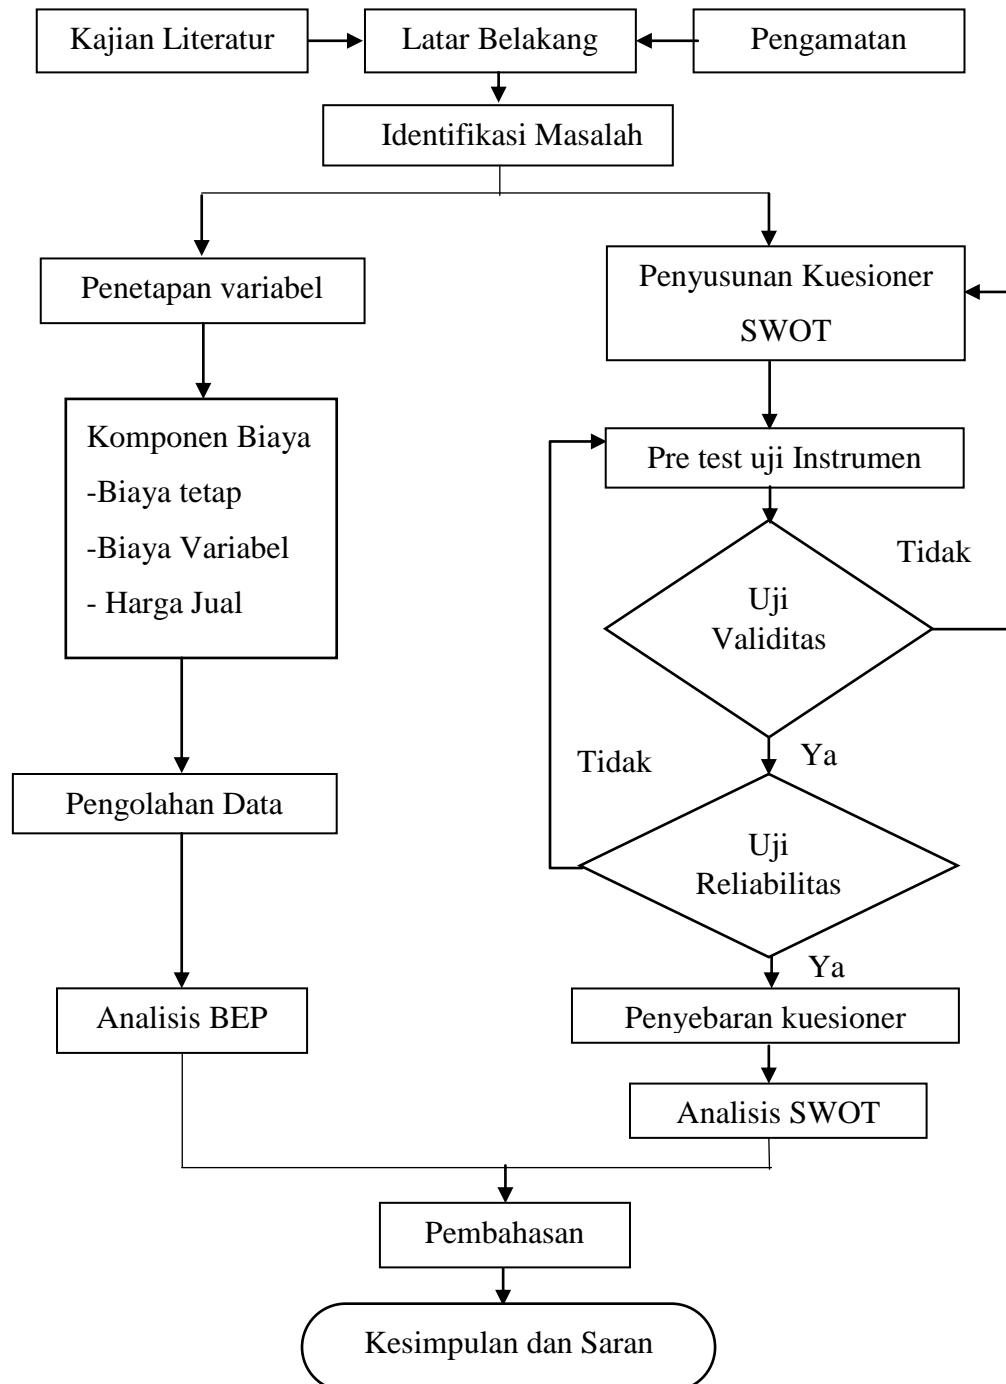 Kajian Literatur
Latar Belakang
Pengamatan
Identifikasi Masalah
Penetapan variabel
Komponen Biaya
-Biaya tetap
-Biaya Variabel
- Harga Jual
Pengolahan Data
Analisis BEP
Penyusunan Kuesioner
SWOT
Pre test uji Instrumen
Uji
Validitas
Tidak
Ya
Tidak
Uji
Reliabilitas
Ya
Penyebaran kuesioner
Analisis SWOT
Pembahasan
Kesimpulan dan Saran